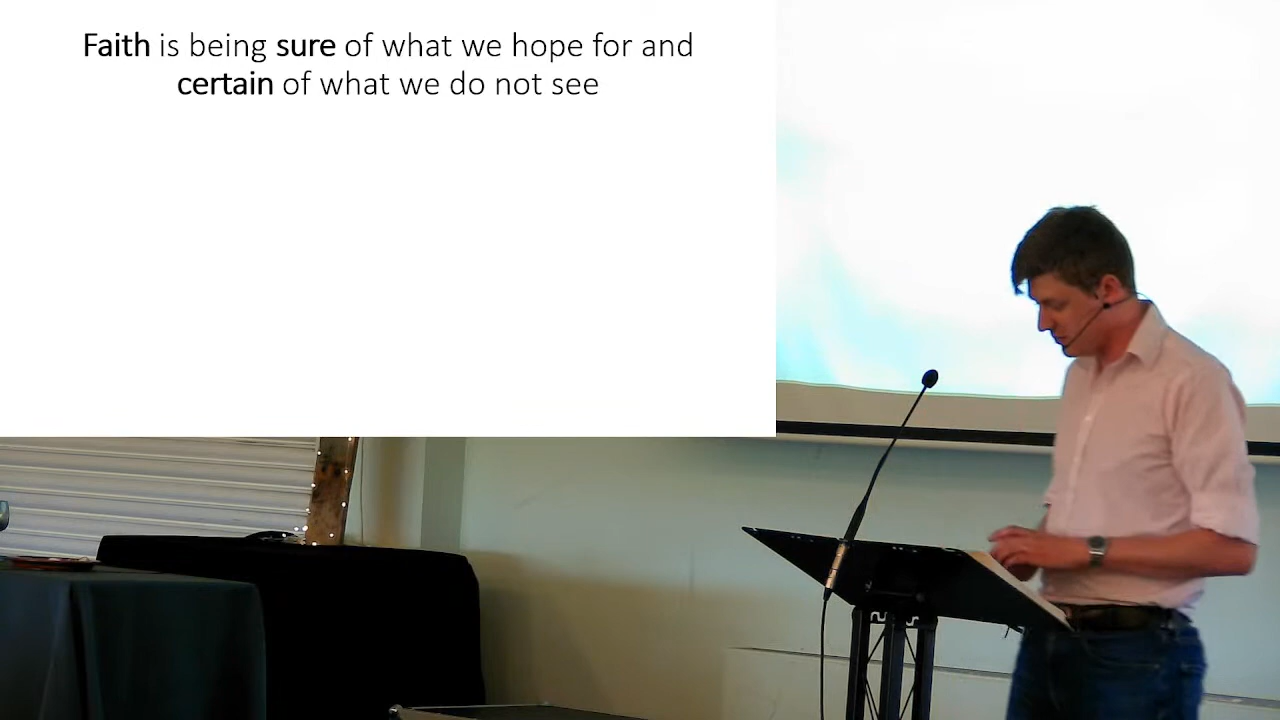 Faith is being sure of what we hope for and
certain of what we do not see